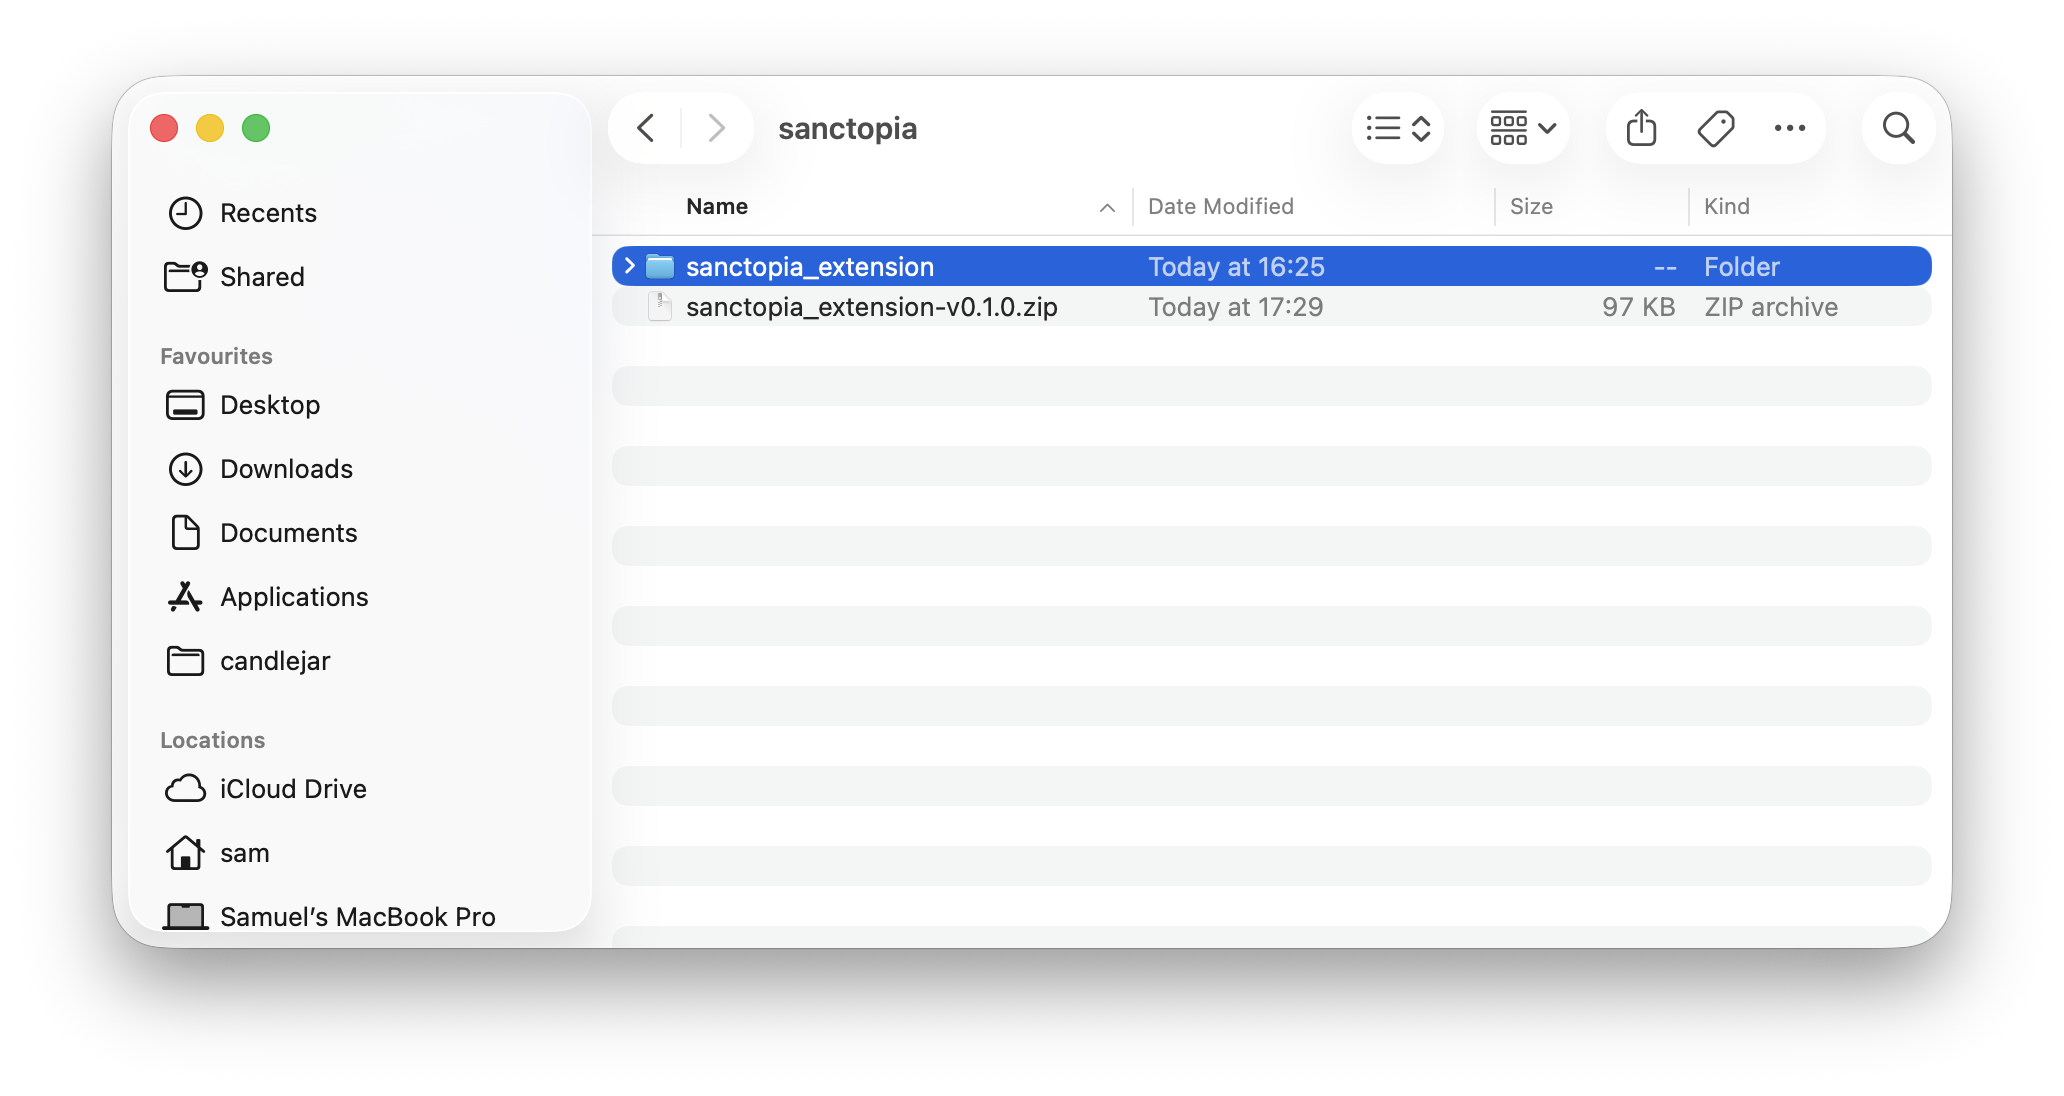 sanctopia
Recents
Shared
Favourites
Desktop
Downloads
Documents
Applications
candlejar
Locations
iCloud Drive
sam
Samuel’s MacBook Pro
Name Date Modified Size Kind
sanctopia_extension Today at 16:25 -- Folder
sanctopia_extension-v0.1.0.zip Today at 17:29 97 KB ZIP archive